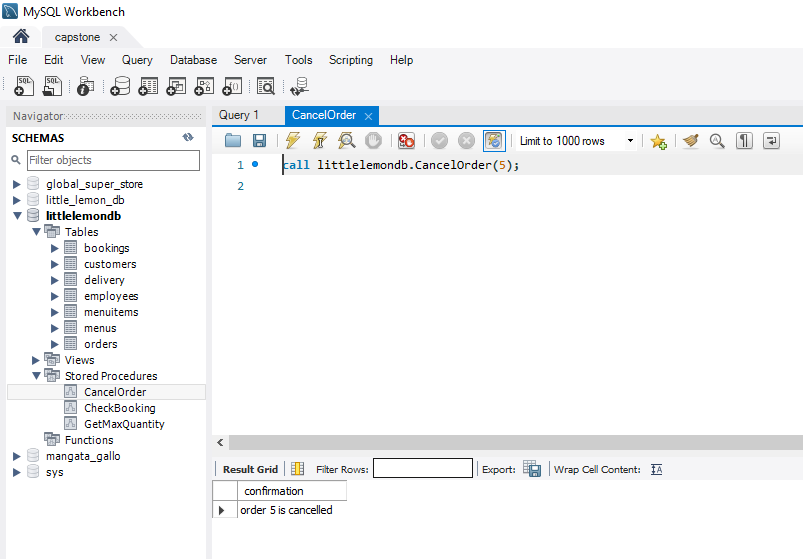 MySQL Workbench
capstone
File Edit View Query Database Server Tools Scripting Help
SQL SQL
Navigator
Query 1 CancelOrder
SCHEMAS
Filter objects
Limit to 1000 rows
1 call littlelemondb.CancelOrder(5);
2
global_super_store
little_lemon_db
littlelemondb
Tables
bookings
customers
delivery
employees
menuitems
menus
orders
Views
Stored Procedures
CancelOrder
CheckBooking
GetMaxQuantity
Functions
mangata_gallo
sys
Result Grid Filter Rows: Export: Wrap Cell Content: IA
confirmation
order 5 is cancelled